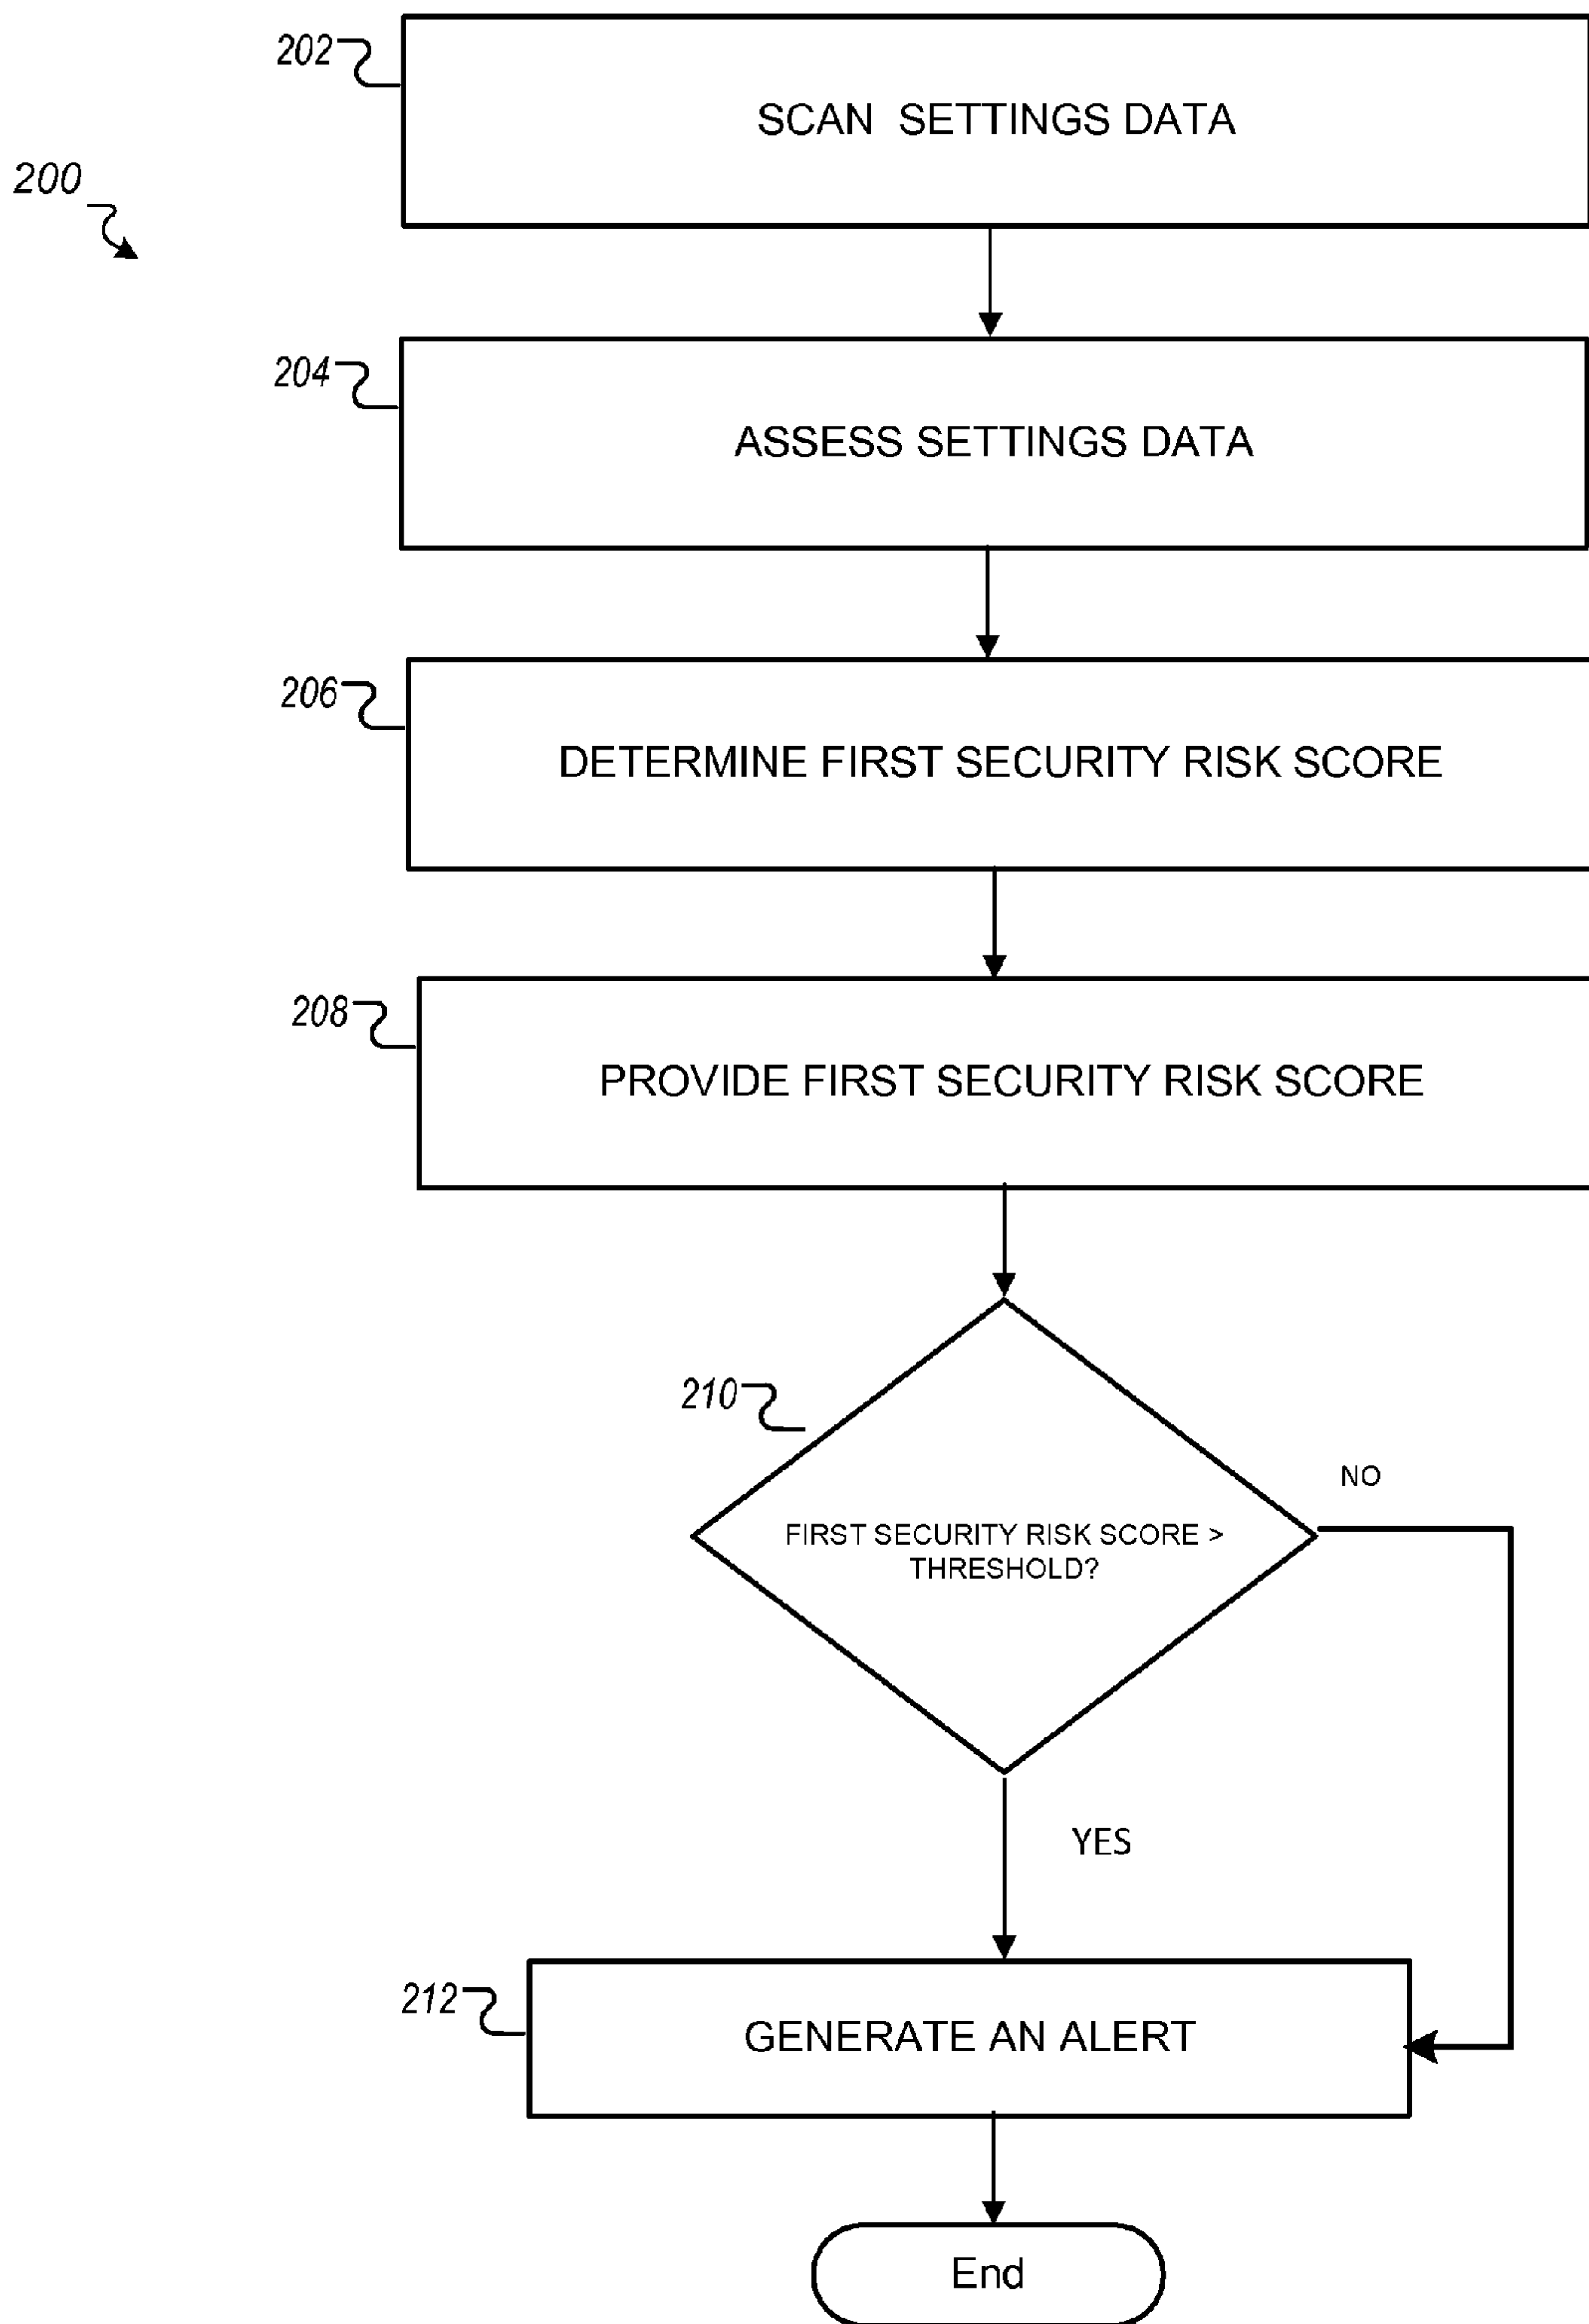 202
SCAN SETTINGS DATA
200
204
ASSESS SETTINGS DATA
206
DETERMINE FIRST SECURITY RISK SCORE
208
PROVIDE FIRST SECURITY RISK SCORE
210
NO
FIRST SECURITY RISK SCORE >
THRESHOLD?
YES
212
GENERATE AN ALERT
End